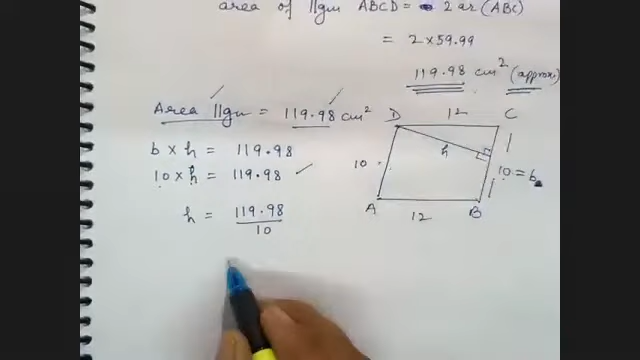 area of ||gm ABCD = 2 ar (ABC)
= 2 × 59.99
119.98 cm² (approx)
Area ||gm = 119.98 cm²
b × h = 119.98
10 × h = 119.98
h = 119.98
10
D 12 C
h
10
10 = b
A 12 B